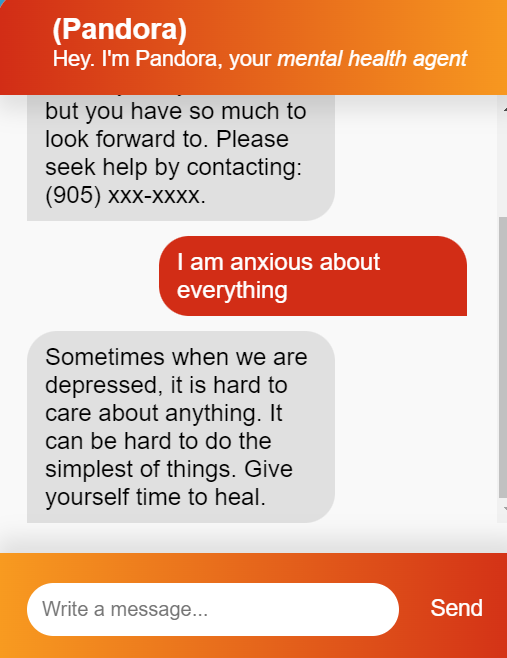 (Pandora)
Hey. I'm Pandora, your mental health agent
but you have so much to
look forward to. Please
seek help by contacting:
(905) xxx-xxxx.
I am anxious about
everything
Sometimes when we are
depressed, it is hard to
care about anything. It
can be hard to do the
simplest of things. Give
yourself time to heal.
Write a message...
Send